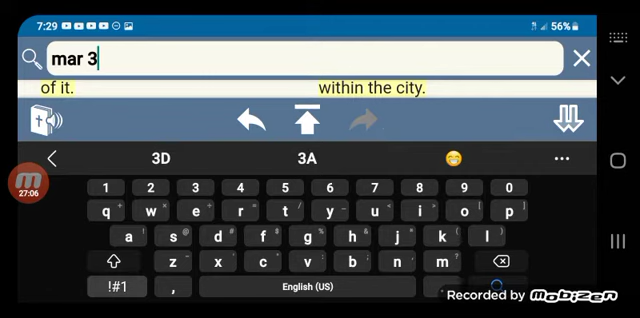 7:29 56%
mar 3
of it. within the city.
3D 3A
27:06
1 2 3 4 5 6 7 8 9 0
q + w × e ÷ r = t / y _ u < i > o [ p ]
a ! s @ d # f $ g % h & j * k ( l )
z - x ' c " v : b ; n , m ?
!#1 , English (US) .
Recorded by mobizen